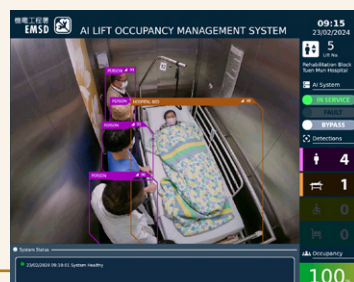 機電工程署
EMSD
AI LIFT OCCUPANCY MANAGEMENT SYSTEM
09:15
23/02/2024
5
Lift No.
Rehabilitation Block
Tuen Mun Hospital
AI System
IN SERVICE
FAULT
BYPASS
Detections
4
1
0
0
Occupancy
100
PERSON
PERSON
HOSPITAL BED
PERSON
PERSON
System Status
23/02/2024 09:10:01 System Healthy